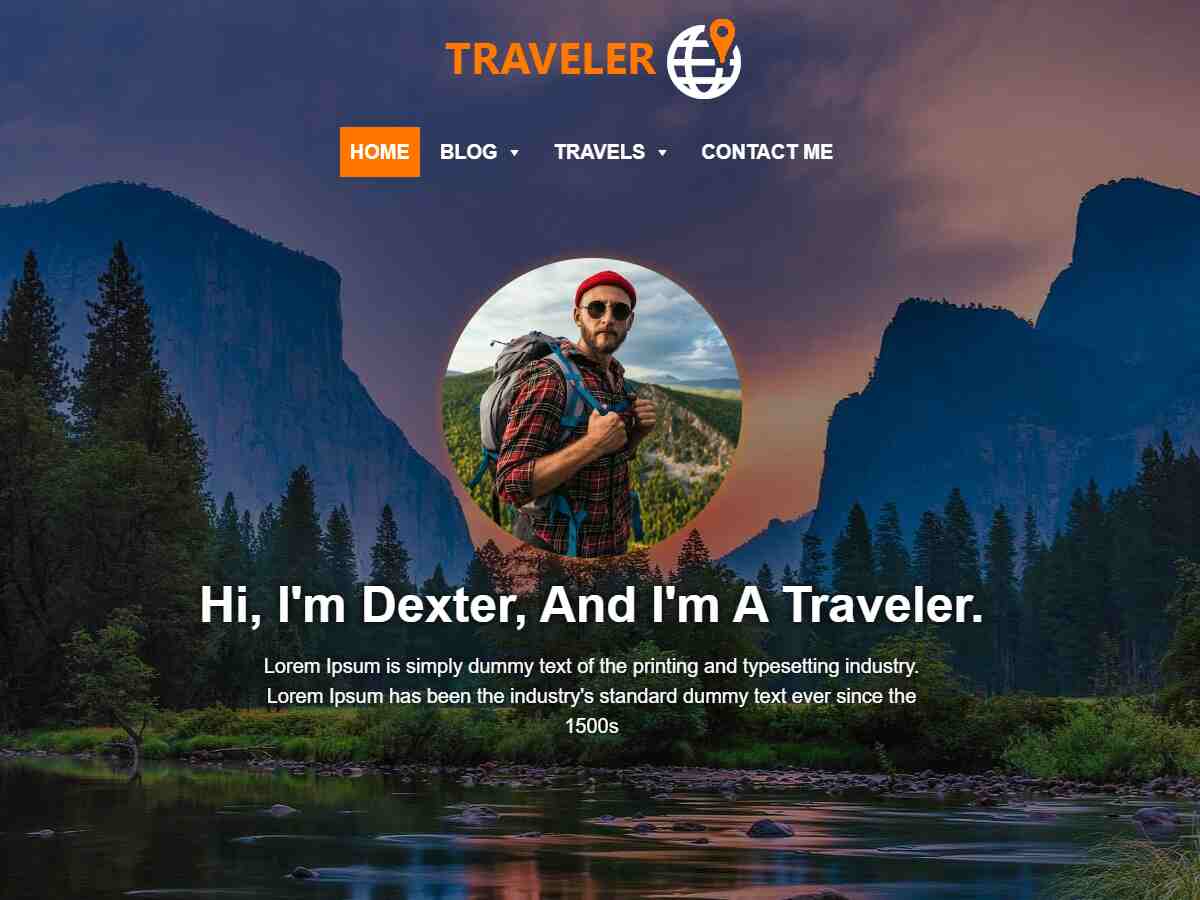 TRAVELER
HOME BLOG TRAVELS CONTACT ME
Hi, I'm Dexter, And I'm A Traveler.
Lorem Ipsum is simply dummy text of the printing and typesetting industry.
Lorem Ipsum has been the industry's standard dummy text ever since the
1500s